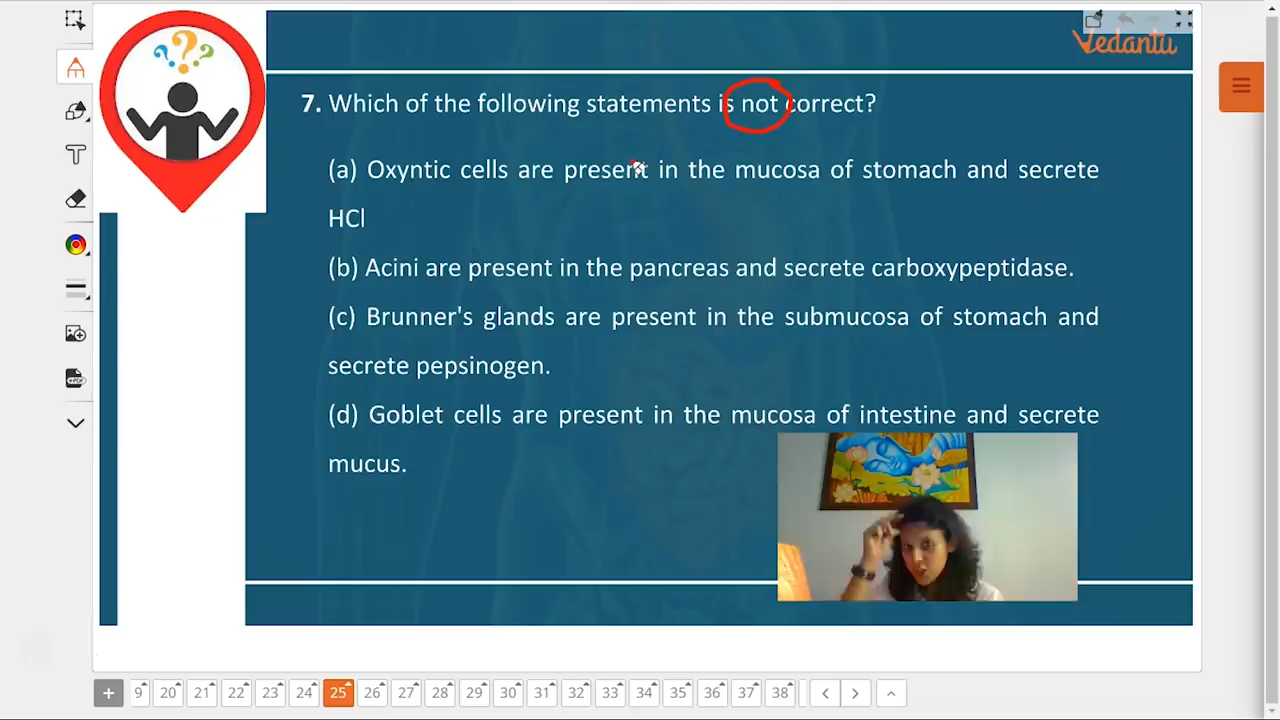 Vedantu
7. Which of the following statements is not correct?
(a) Oxyntic cells are present in the mucosa of stomach and secrete
HCl
(b) Acini are present in the pancreas and secrete carboxypeptidase.
(c) Brunner's glands are present in the submucosa of stomach and
secrete pepsinogen.
(d) Goblet cells are present in the mucosa of intestine and secrete
mucus.
+ 9 20 21 22 23 24 25 26 27 28 29 30 31 32 33 34 35 36 37 38